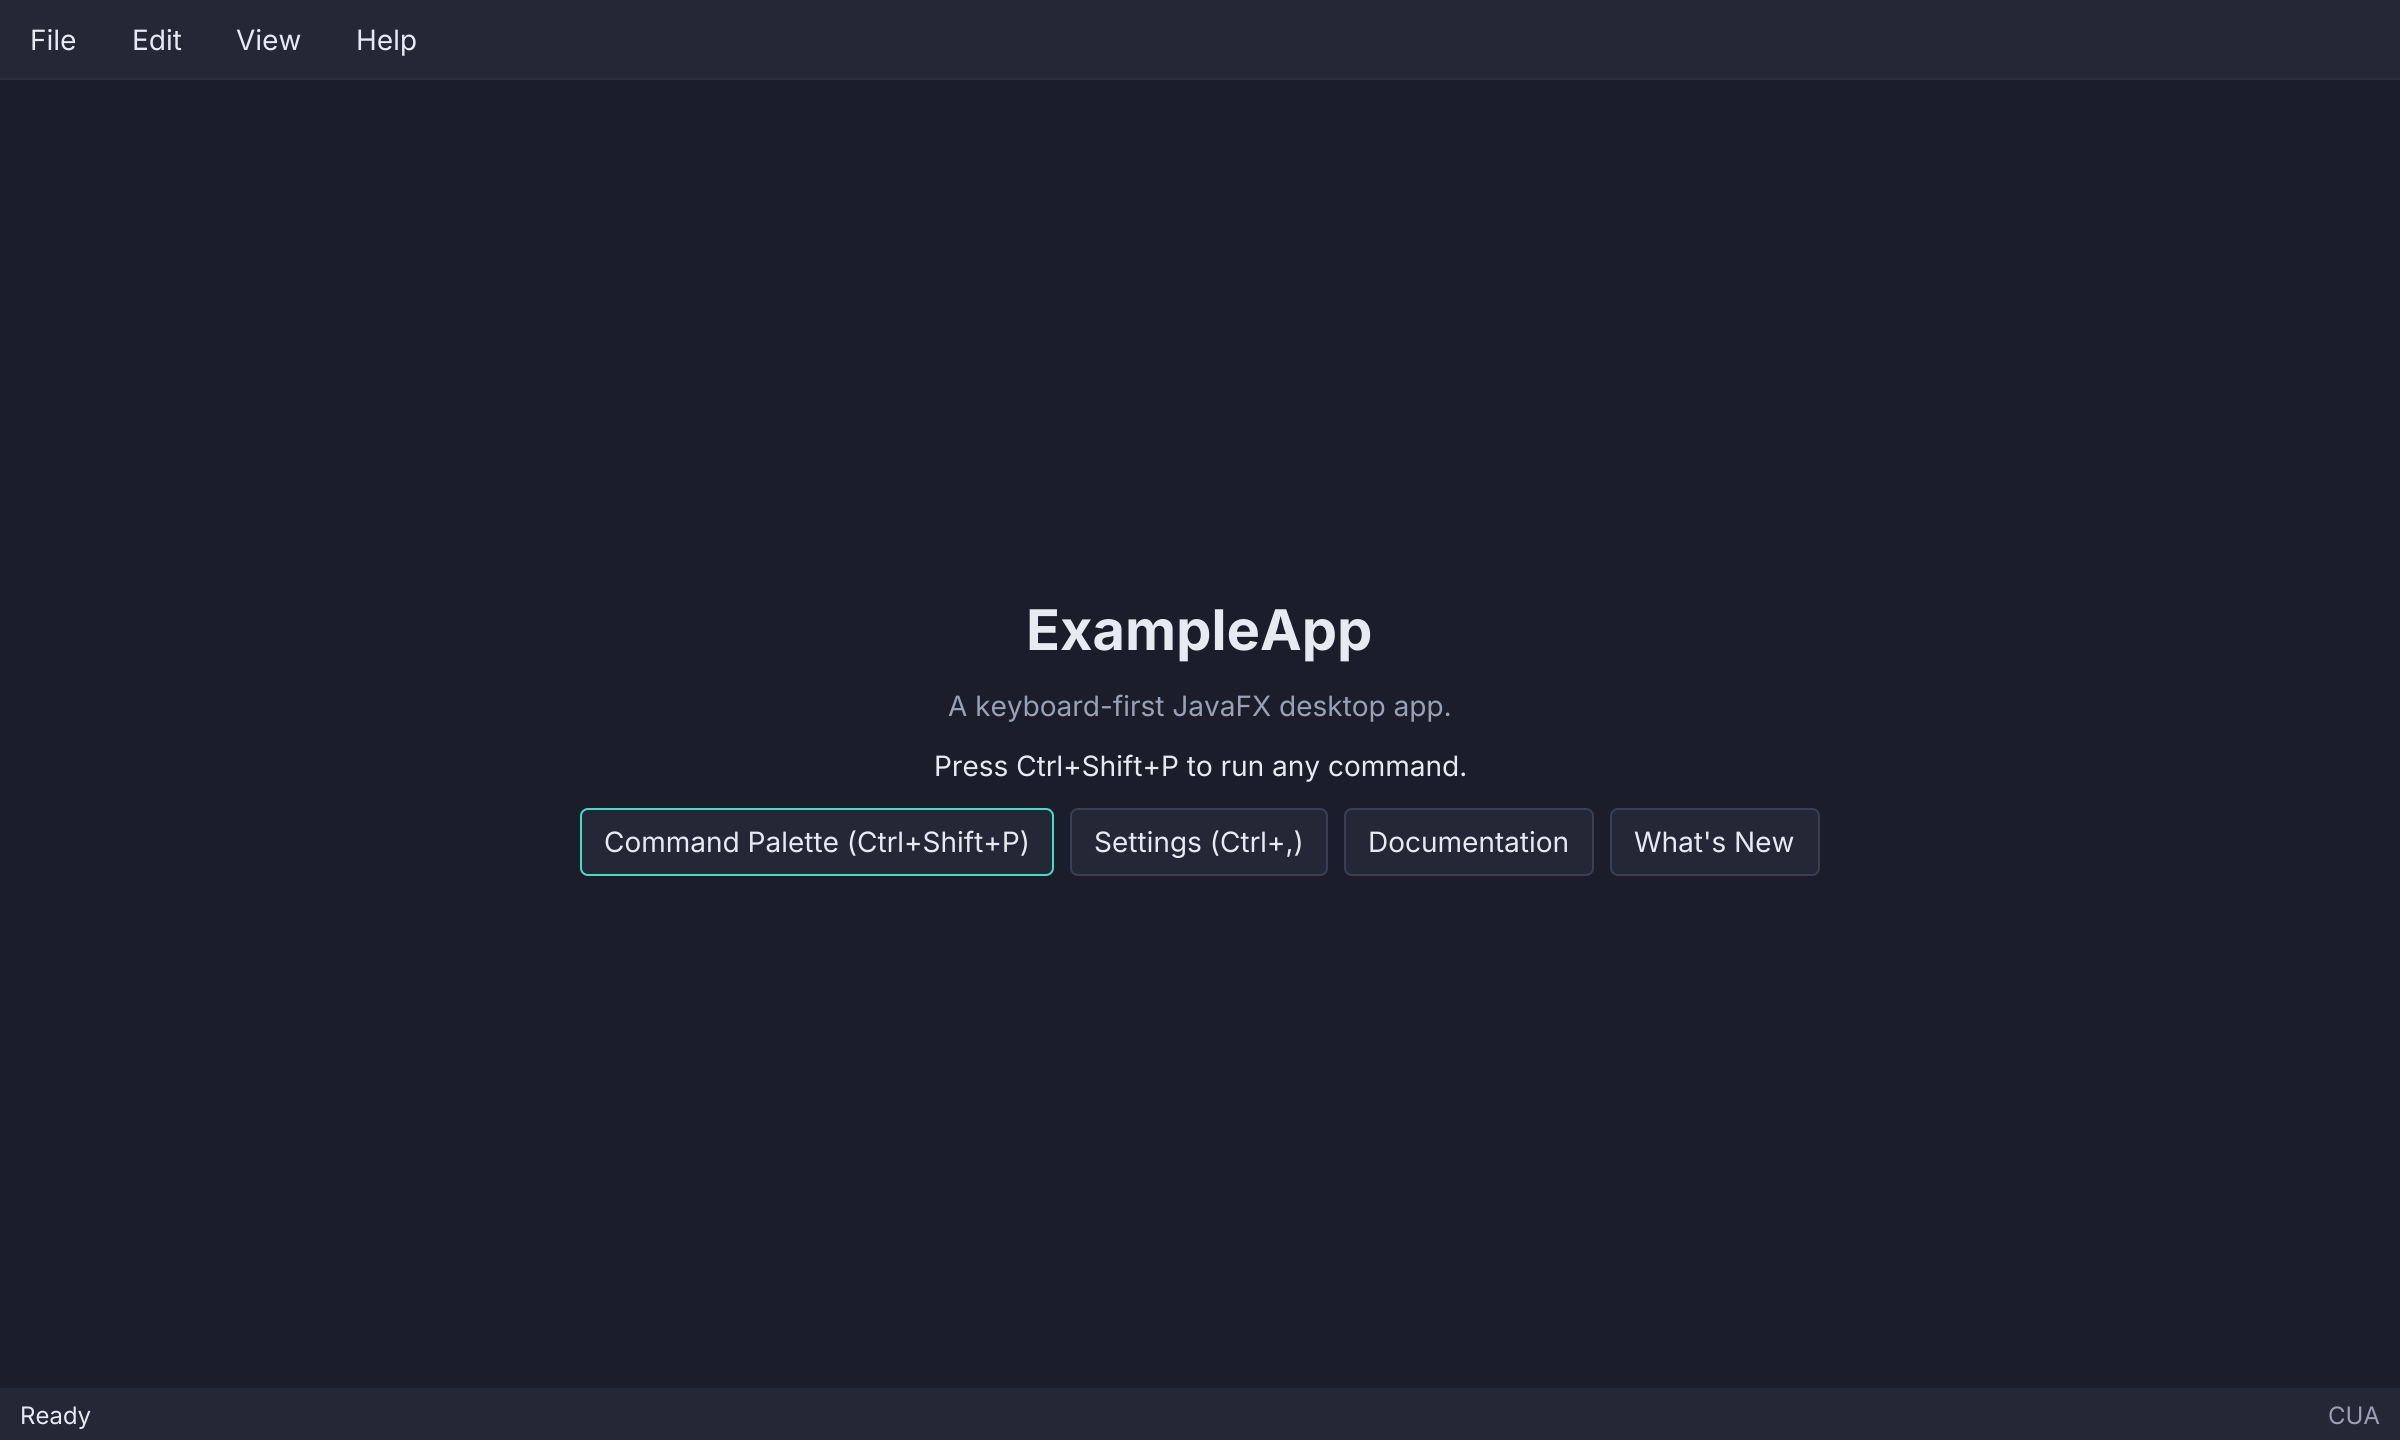 File Edit View Help
ExampleApp
A keyboard-first JavaFX desktop app.
Press Ctrl+Shift+P to run any command.
Command Palette (Ctrl+Shift+P) Settings (Ctrl+,) Documentation What's New
Ready CUA